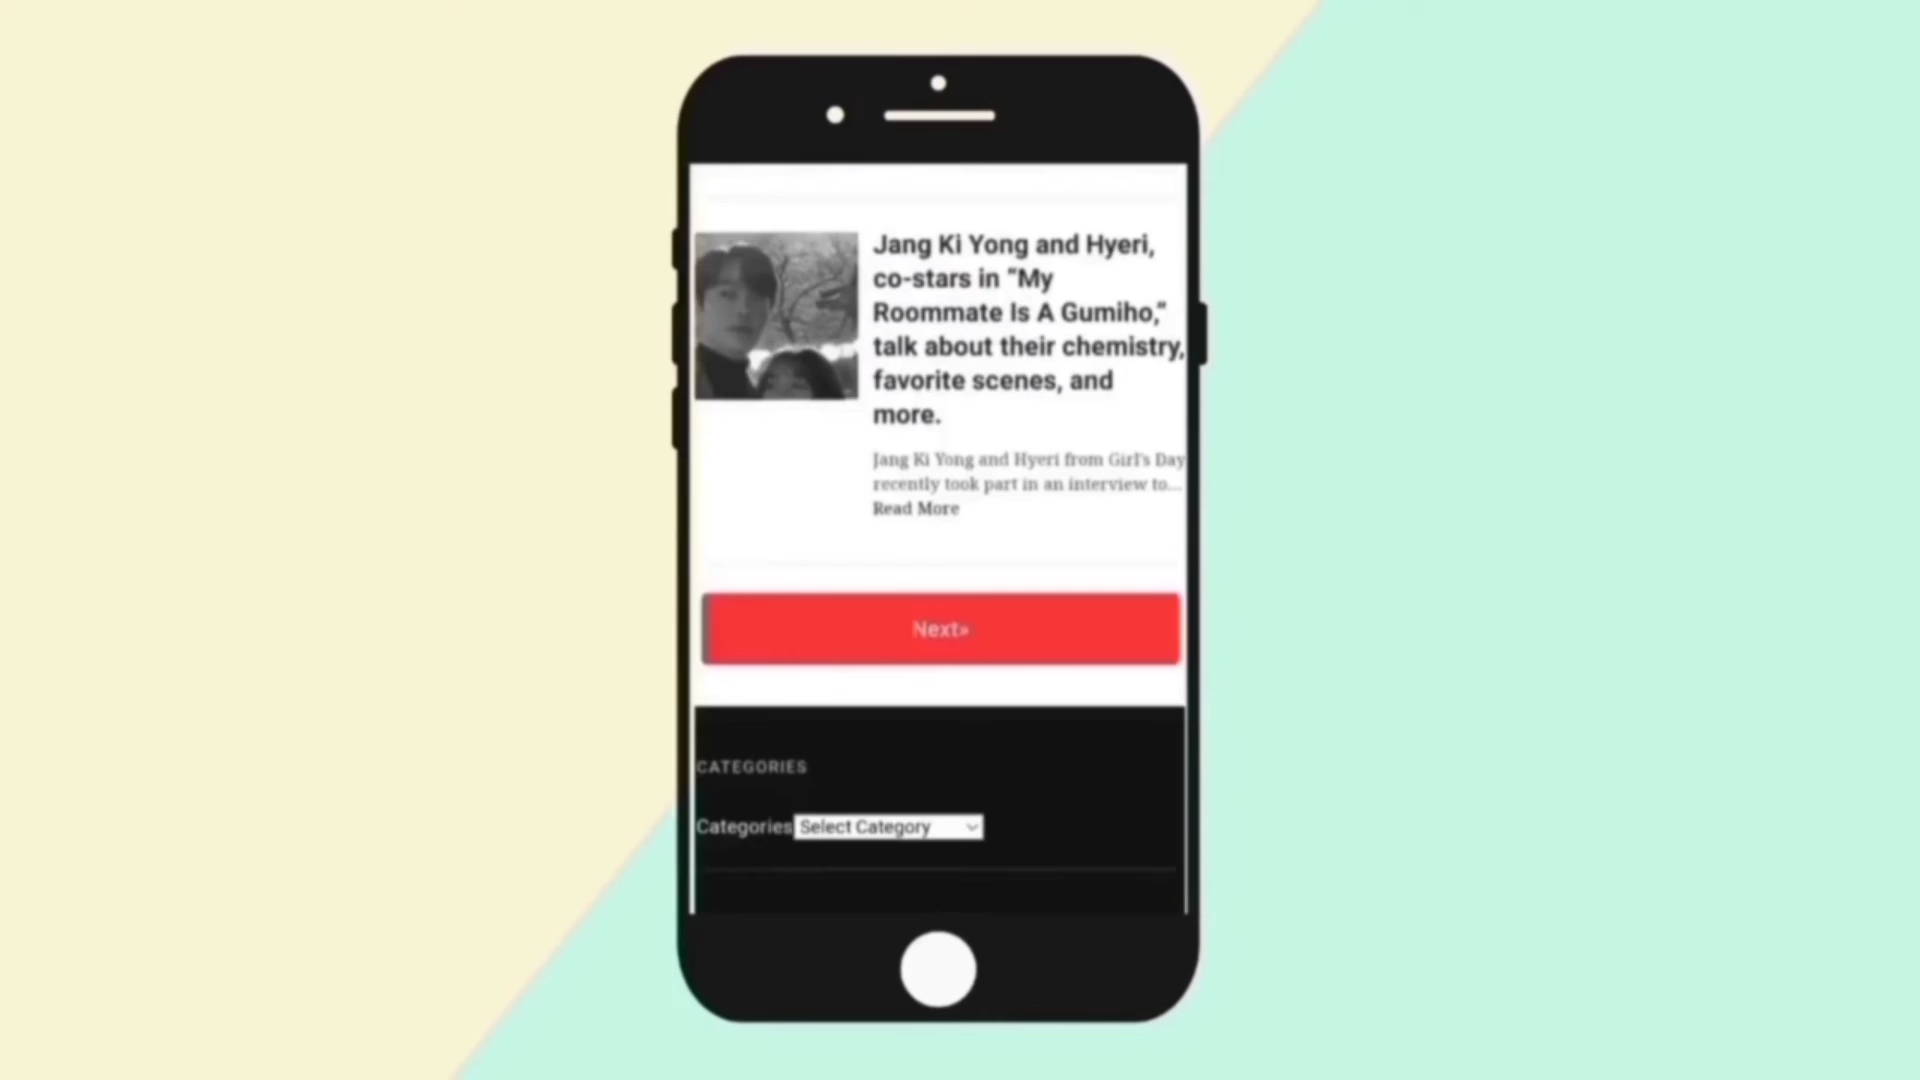 Jang Ki Yong and Hyeri,
co-stars in “My
Roommate Is A Gumiho,”
talk about their chemistry,
favorite scenes, and
more.
Jang Ki Yong and Hyeri from Girl's Day
recently took part in an interview to...
Read More
Next»
CATEGORIES
Categories Select Category